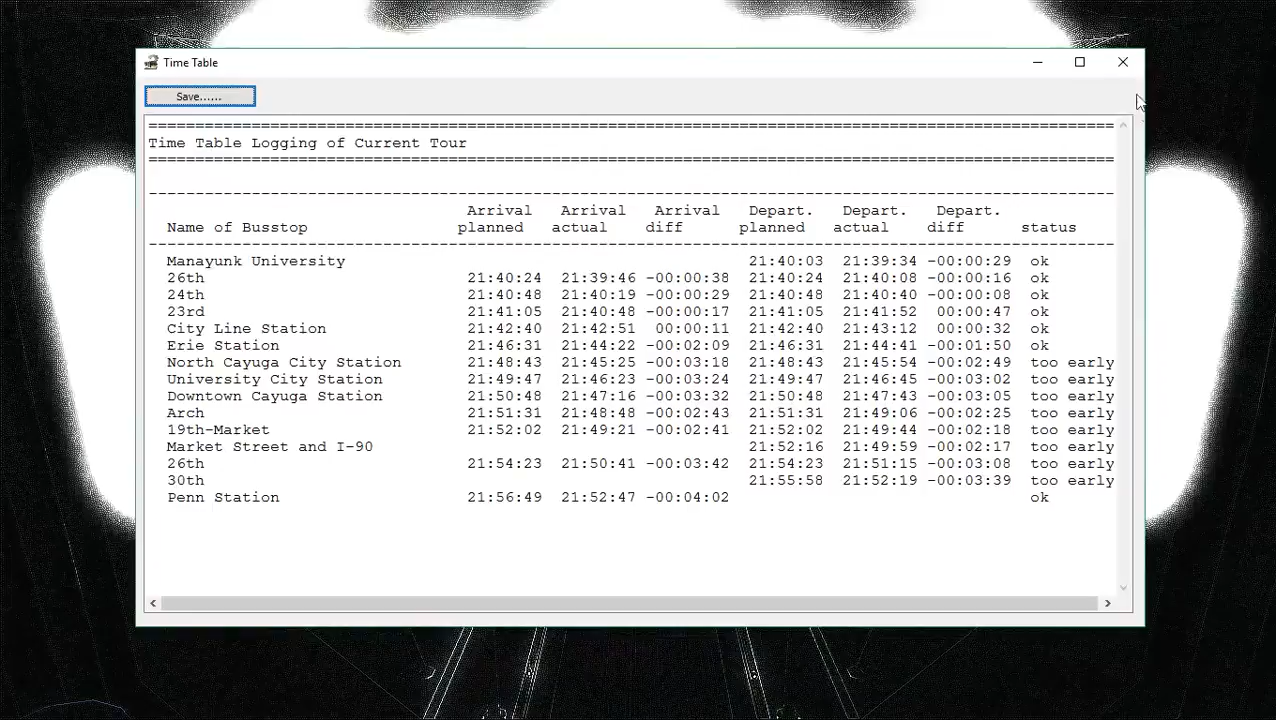 Time Table
Save......
Time Table Logging of Current Tour
Arrival Arrival Arrival Depart. Depart. Depart.
Name of Busstop planned actual diff planned actual diff status
Manayunk University 21:40:03 21:39:34 -00:00:29 ok
26th 21:40:24 21:39:46 -00:00:38 21:40:24 21:40:08 -00:00:16 ok
24th 21:40:48 21:40:19 -00:00:29 21:40:48 21:40:40 -00:00:08 ok
23rd 21:41:05 21:40:48 -00:00:17 21:41:05 21:41:52 00:00:47 ok
City Line Station 21:42:40 21:42:51 00:00:11 21:42:40 21:43:12 00:00:32 ok
Erie Station 21:46:31 21:44:22 -00:02:09 21:46:31 21:44:41 -00:01:50 ok
North Cayuga City Station 21:48:43 21:45:25 -00:03:18 21:48:43 21:45:54 -00:02:49 too early
University City Station 21:49:47 21:46:23 -00:03:24 21:49:47 21:46:45 -00:03:02 too early
Downtown Cayuga Station 21:50:48 21:47:16 -00:03:32 21:50:48 21:47:43 -00:03:05 too early
Arch 21:51:31 21:48:48 -00:02:43 21:51:31 21:49:06 -00:02:25 too early
19th-Market 21:52:02 21:49:21 -00:02:41 21:52:02 21:49:44 -00:02:18 too early
Market Street and I-90 21:52:16 21:49:59 -00:02:17 too early
26th 21:54:23 21:50:41 -00:03:42 21:54:23 21:51:15 -00:03:08 too early
30th 21:55:58 21:52:19 -00:03:39 too early
Penn Station 21:56:49 21:52:47 -00:04:02 ok